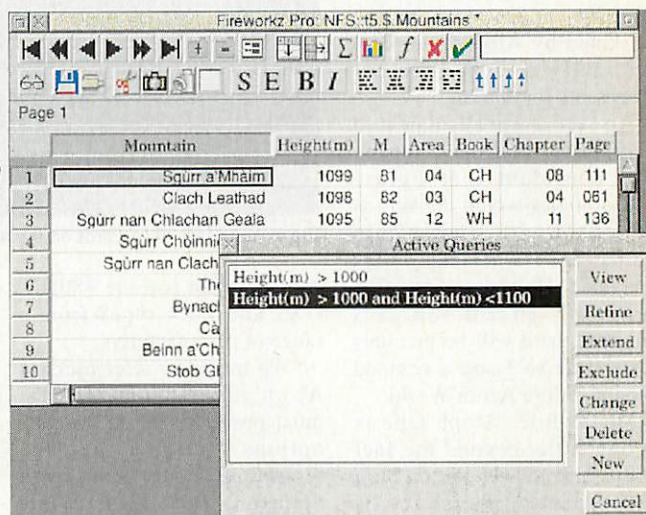 Fireworkz Pro: NFS::t5.$.Mountains *
Σ f
S E B I
Page 1
Mountain Height(m) M Area Book Chapter Page
1 Sgùrr a'Mhàim 1099 81 04 CH 08 111
2 Clach Leathad 1098 82 03 CH 04 061
3 Sgùrr nan Chlachan Geala 1095 85 12 WH 11 136
4 Sgùrr Chòinni
5 Sgùrr nan Clach
6 Th
7 Bynac
8 Cà
9 Beinn a'Ch
10 Stob G
Active Queries
Height(m) > 1000
Height(m) > 1000 and Height(m) <1100
View
Refine
Extend
Exclude
Change
Delete
New
Cancel